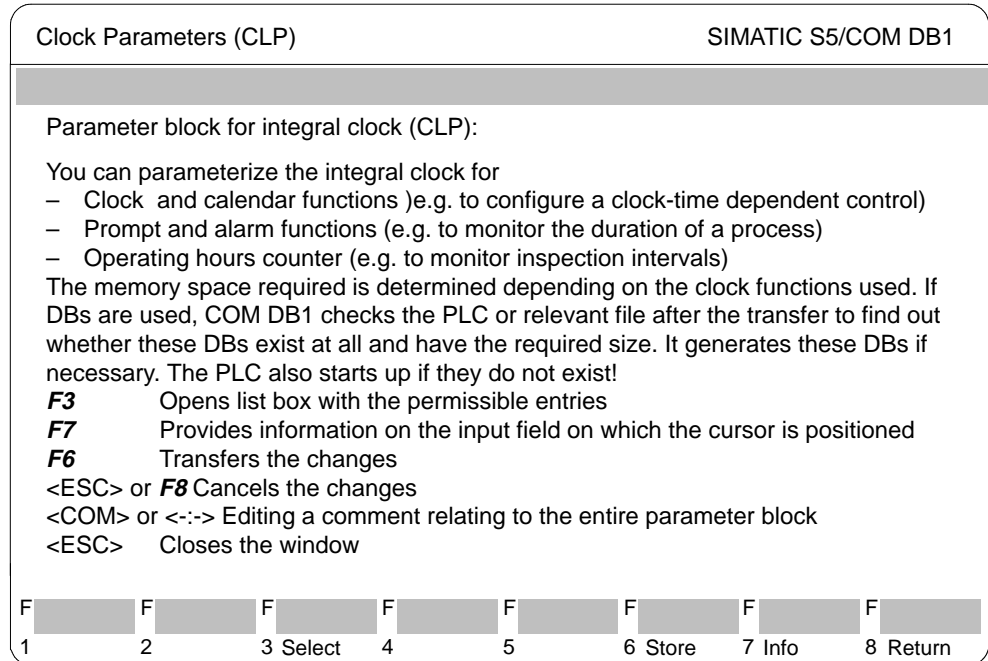 Clock Parameters (CLP) SIMATIC S5/COM DB1
Parameter block for integral clock (CLP):
You can parameterize the integral clock for
– Clock and calendar functions )e.g. to configure a clock-time dependent control)
– Prompt and alarm functions (e.g. to monitor the duration of a process)
– Operating hours counter (e.g. to monitor inspection intervals)
The memory space required is determined depending on the clock functions used. If
DBs are used, COM DB1 checks the PLC or relevant file after the transfer to find out
whether these DBs exist at all and have the required size. It generates these DBs if
necessary. The PLC also starts up if they do not exist!
F3 Opens list box with the permissible entries
F7 Provides information on the input field on which the cursor is positioned
F6 Transfers the changes
<ESC> or F8 Cancels the changes
<COM> or <-:-> Editing a comment relating to the entire parameter block
<ESC> Closes the window
F F F F F F F F
1 2 3 Select 4 5 6 Store 7 Info 8 Return